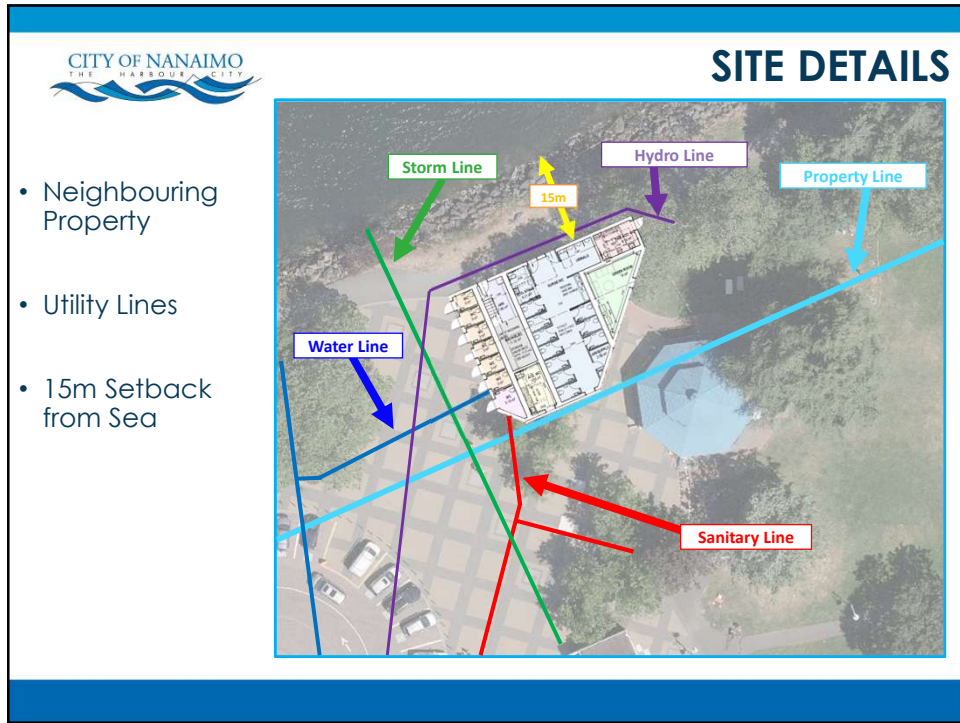 CITY OF NANAIMO
THE HARBOUR CITY
SITE DETAILS
• Neighbouring
Property
• Utility Lines
• 15m Setback
from Sea
Storm Line
Hydro Line
15m
Property Line
Water Line
Sanitary Line